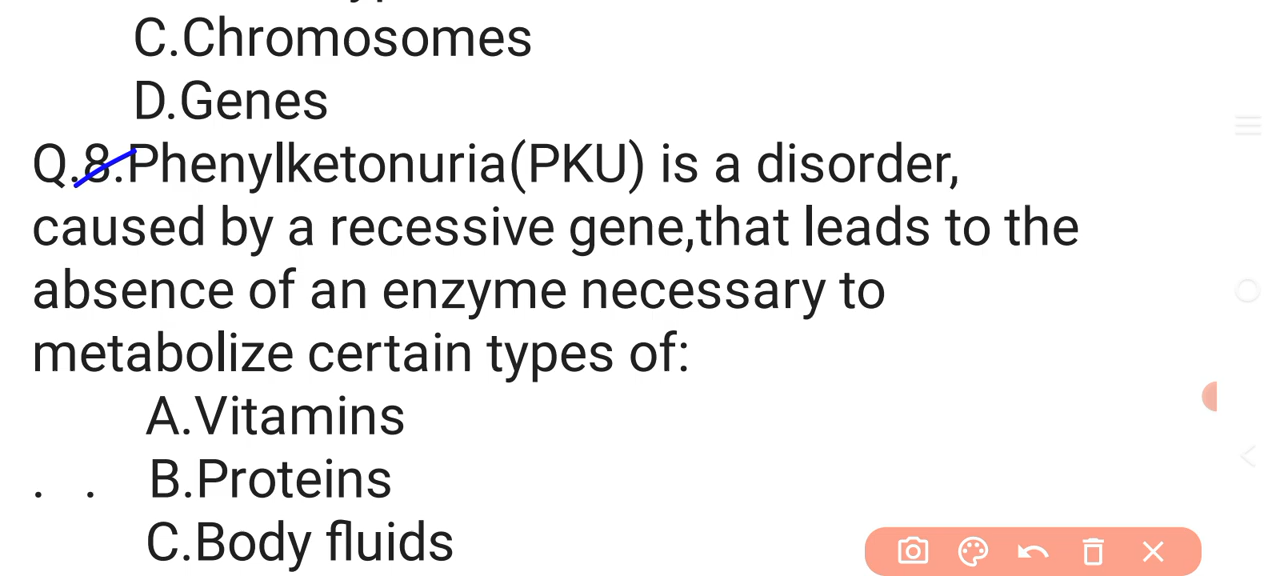 C.Chromosomes
D.Genes
Q.8.Phenylketonuria(PKU) is a disorder,
caused by a recessive gene,that leads to the
absence of an enzyme necessary to
metabolize certain types of:
A.Vitamins
. . B.Proteins
C.Body fluids